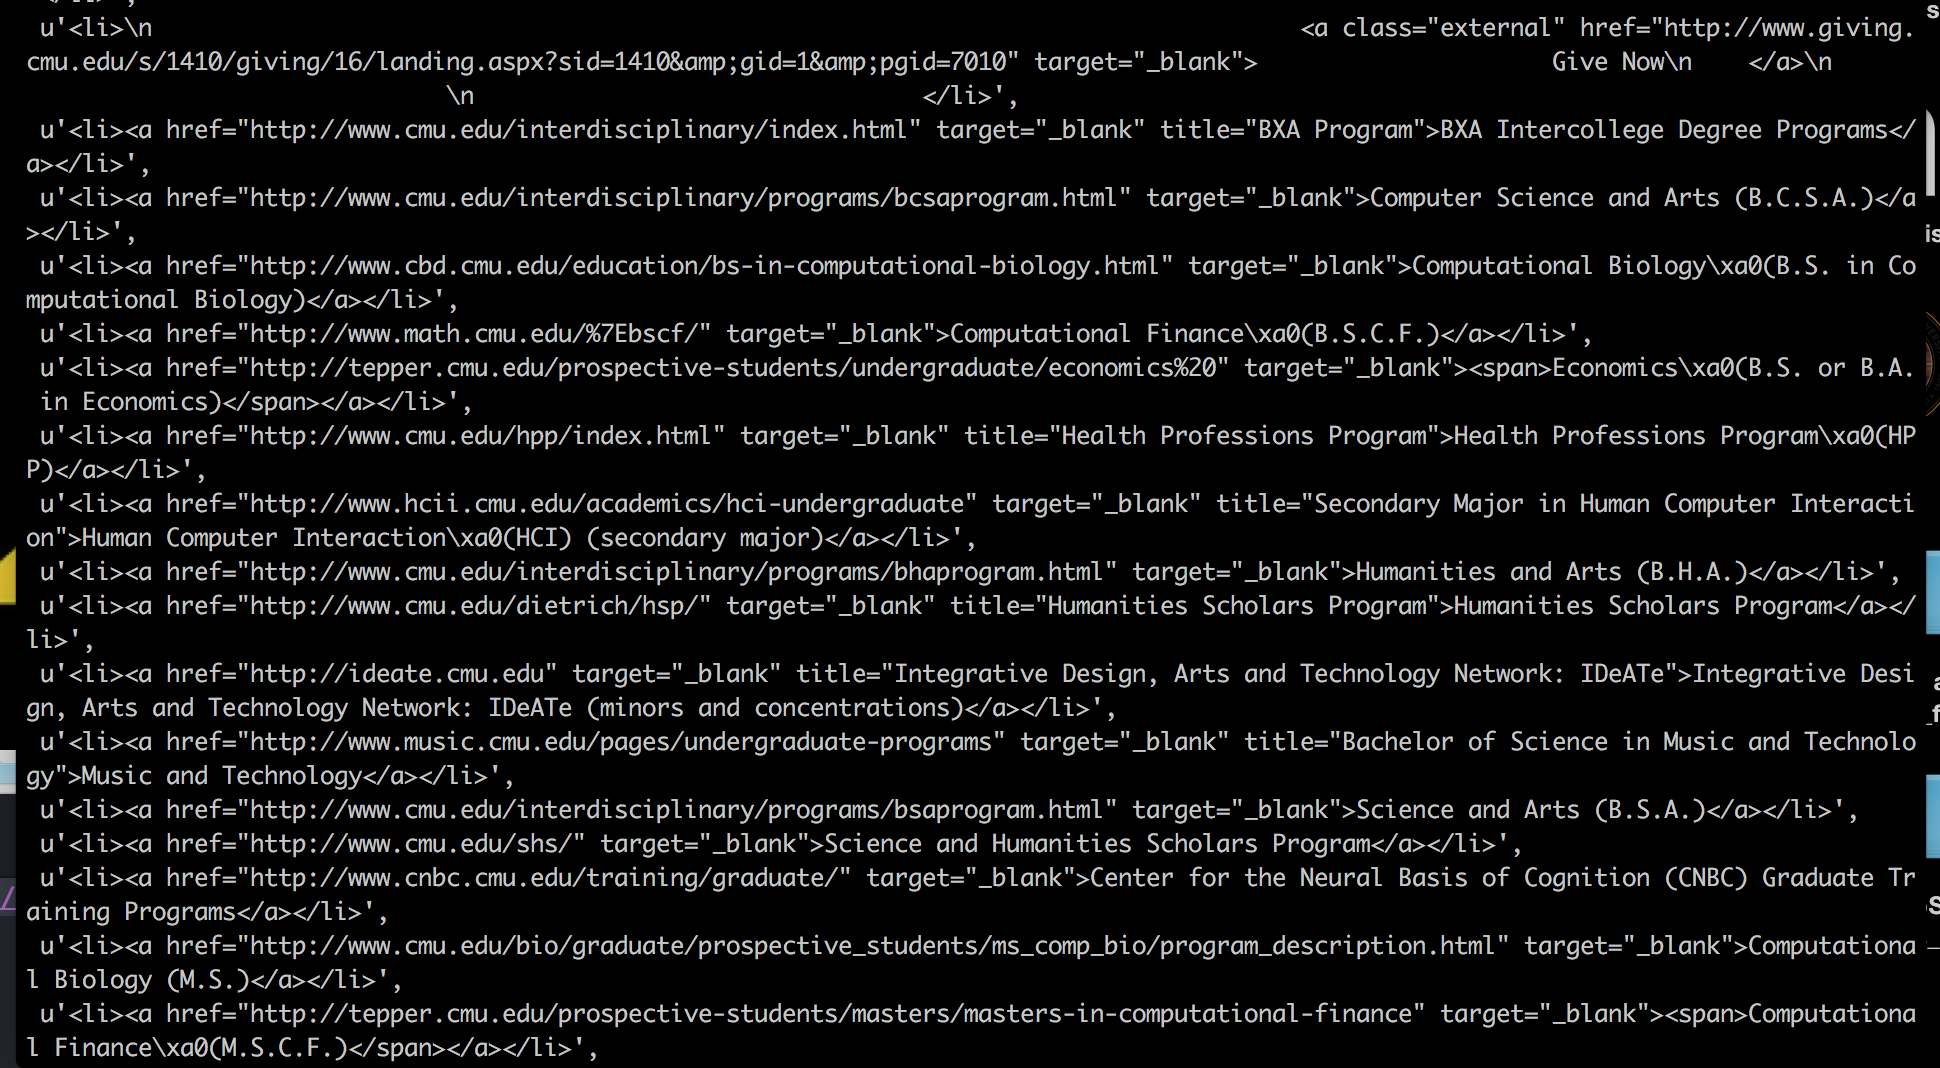 </li>',
u'<li>\n <a class="external" href="http://www.giving.
cmu.edu/s/1410/giving/16/landing.aspx?sid=1410&amp;gid=1&amp;pgid=7010" target="_blank"> Give Now\n </a>\n
\n </li>',
u'<li><a href="http://www.cmu.edu/interdisciplinary/index.html" target="_blank" title="BXA Program">BXA Intercollege Degree Programs</
a></li>',
u'<li><a href="http://www.cmu.edu/interdisciplinary/programs/bcsaprogram.html" target="_blank">Computer Science and Arts (B.C.S.A.)</a
></li>',
u'<li><a href="http://www.cbd.cmu.edu/education/bs-in-computational-biology.html" target="_blank">Computational Biology\xa0(B.S. in Co
mputational Biology)</a></li>',
u'<li><a href="http://www.math.cmu.edu/%7Ebscf/" target="_blank">Computational Finance\xa0(B.S.C.F.)</a></li>',
u'<li><a href="http://tepper.cmu.edu/prospective-students/undergraduate/economics%20" target="_blank"><span>Economics\xa0(B.S. or B.A.
in Economics)</span></a></li>',
u'<li><a href="http://www.cmu.edu/hpp/index.html" target="_blank" title="Health Professions Program">Health Professions Program\xa0(HP
P)</a></li>',
u'<li><a href="http://www.hcii.cmu.edu/academics/hci-undergraduate" target="_blank" title="Secondary Major in Human Computer Interacti
on">Human Computer Interaction\xa0(HCI) (secondary major)</a></li>',
u'<li><a href="http://www.cmu.edu/interdisciplinary/programs/bhaprogram.html" target="_blank">Humanities and Arts (B.H.A.)</a></li>',
u'<li><a href="http://www.cmu.edu/dietrich/hsp/" target="_blank" title="Humanities Scholars Program">Humanities Scholars Program</a></
li>',
u'<li><a href="http://ideate.cmu.edu" target="_blank" title="Integrative Design, Arts and Technology Network: IDeATe">Integrative Desi
gn, Arts and Technology Network: IDeATe (minors and concentrations)</a></li>',
u'<li><a href="http://www.music.cmu.edu/pages/undergraduate-programs" target="_blank" title="Bachelor of Science in Music and Technolo
gy">Music and Technology</a></li>',
u'<li><a href="http://www.cmu.edu/interdisciplinary/programs/bsaprogram.html" target="_blank">Science and Arts (B.S.A.)</a></li>',
u'<li><a href="http://www.cmu.edu/shs/" target="_blank">Science and Humanities Scholars Program</a></li>',
u'<li><a href="http://www.cnbc.cmu.edu/training/graduate/" target="_blank">Center for the Neural Basis of Cognition (CNBC) Graduate Tr
aining Programs</a></li>',
u'<li><a href="http://www.cmu.edu/bio/graduate/prospective_students/ms_comp_bio/program_description.html" target="_blank">Computationa
l Biology (M.S.)</a></li>',
u'<li><a href="http://tepper.cmu.edu/prospective-students/masters/masters-in-computational-finance" target="_blank"><span>Computationa
l Finance\xa0(M.S.C.F.)</span></a></li>',